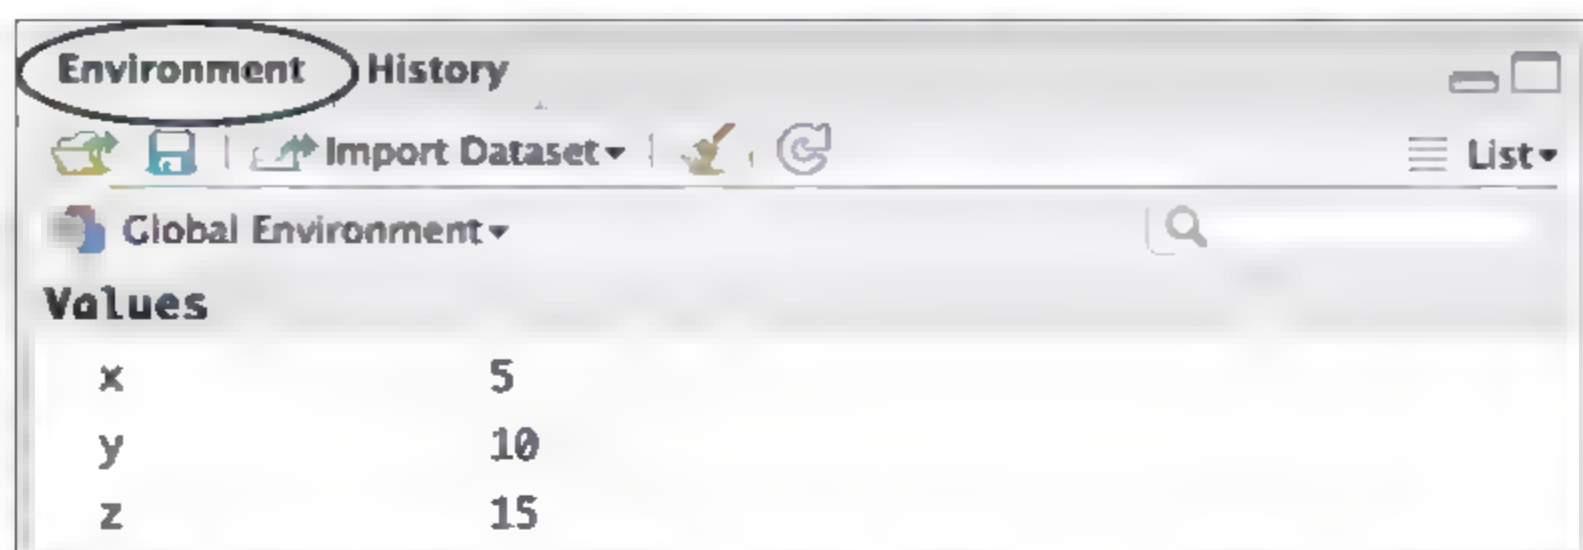 Environment History
Import Dataset List
Global Environment
Values
x 5
y 10
z 15